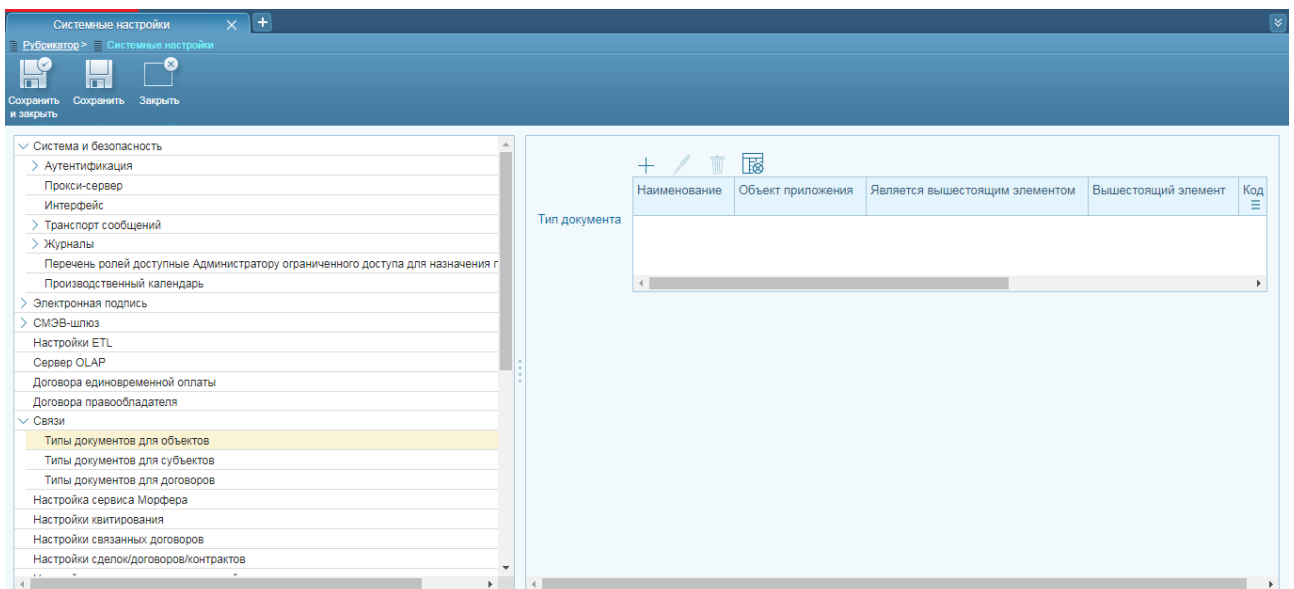 Системные настройки
Рубрикатор > Системные настройки
Сохранить и закрыть
Сохранить
Закрыть
Система и безопасность
Аутентификация
Прокси-сервер
Интерфейс
Транспорт сообщений
Журналы
Перечень ролей доступные Администратору ограниченного доступа для назначения
Производственный календарь
Электронная подпись
СМЭВ-шлюз
Настройки ETL
Сервер OLAP
Договора единовременной оплаты
Договора правообладателя
Связи
Типы документов для объектов
Типы документов для субъектов
Типы документов для договоров
Настройка сервиса Морфера
Настройки квитирования
Настройки связанных договоров
Настройки сделок/договоров/контрактов
Тип документа
Наименование Объект приложения Является вышестоящим элементом Вышестоящий элемент Код